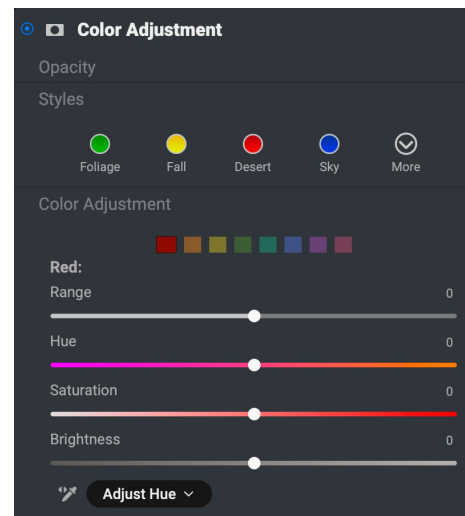 Color Adjustment
Opacity
Styles
Foliage Fall Desert Sky More
Color Adjustment
Red:
Range 0
Hue 0
Saturation 0
Brightness 0
Adjust Hue